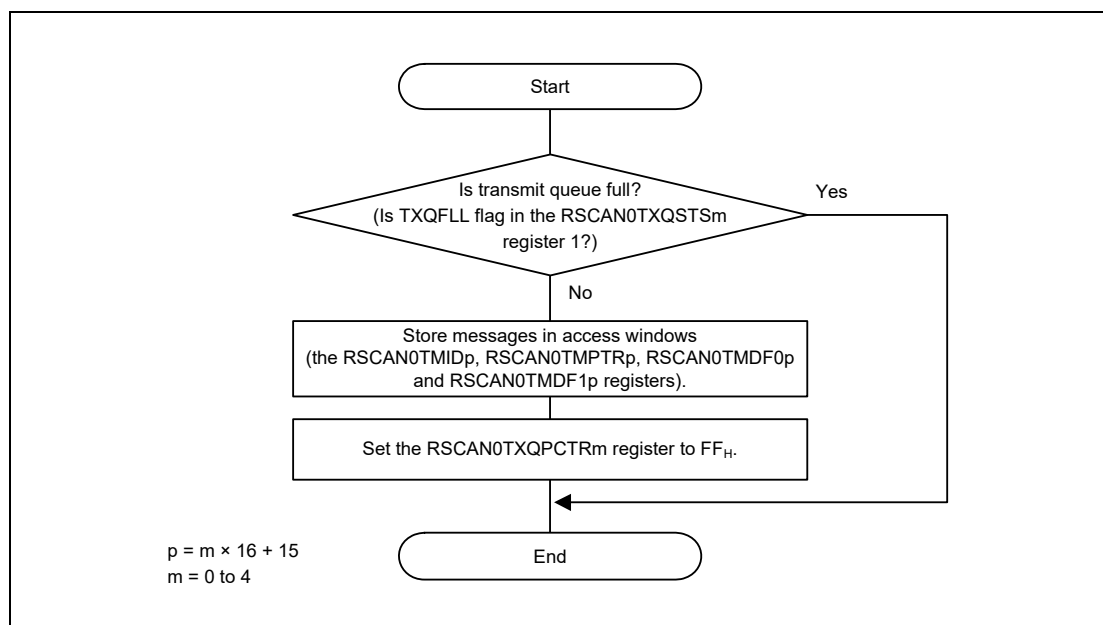 Start
Is transmit queue full?
(Is TXQFLL flag in the RSCAN0TXQSTSm
register 1?)
Yes
No
Store messages in access windows
(the RSCAN0TMIDp, RSCAN0TMPTRp, RSCAN0TMDF0p
and RSCAN0TMDF1p registers).
Set the RSCAN0TXQPCTRm register to FFH.
End
p = m × 16 + 15
m = 0 to 4